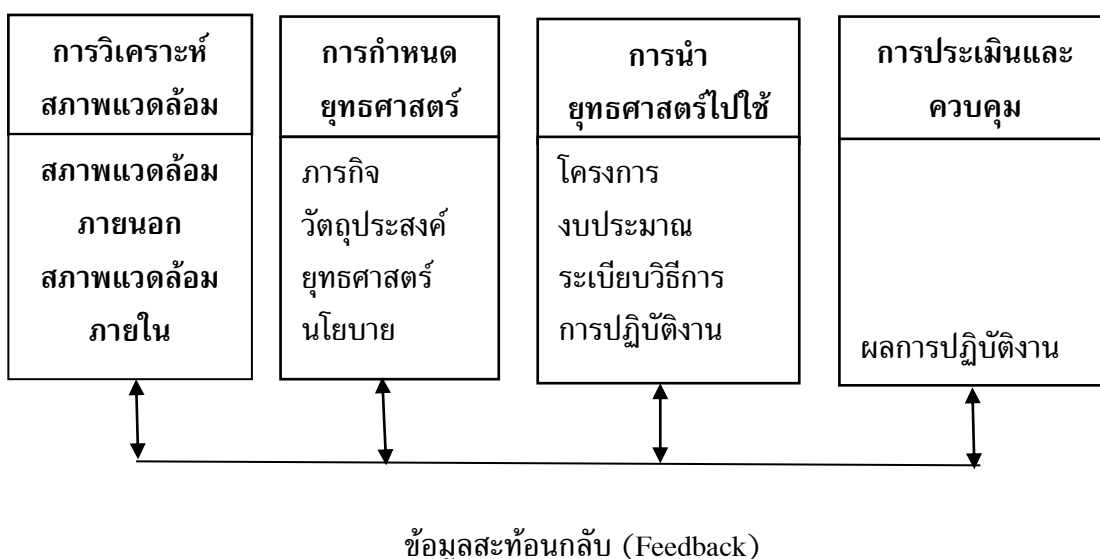 การวิเคราะห์
สภาพแวดล้อม
สภาพแวดล้อม
ภายนอก
สภาพแวดล้อม
ภายใน
การกำหนด
ยุทธศาสตร์
ภารกิจ
วัตถุประสงค์
ยุทธศาสตร์
นโยบาย
การนำ
ยุทธศาสตร์ไปใช้
โครงการ
งบประมาณ
ระเบียบวิธีการ
การปฏิบัติงาน
การประเมินและ
ควบคุม
ผลการปฏิบัติงาน
ข้อมูลสะท้อนกลับ (Feedback)